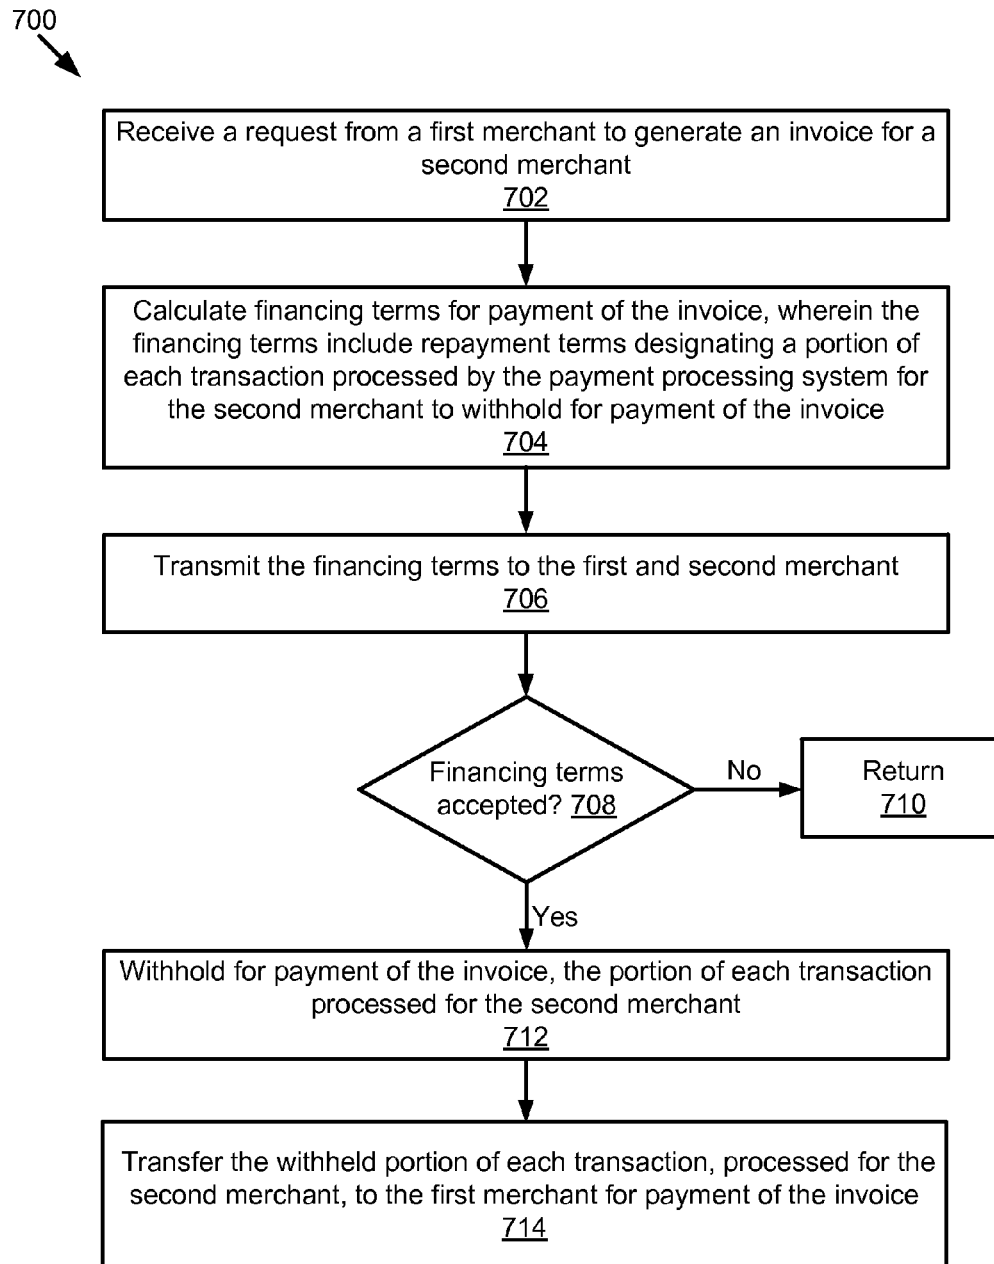 700
Receive a request from a first merchant to generate an invoice for a
second merchant
702
Calculate financing terms for payment of the invoice, wherein the
financing terms include repayment terms designating a portion of
each transaction processed by the payment processing system for
the second merchant to withhold for payment of the invoice
704
Transmit the financing terms to the first and second merchant
706
Financing terms
accepted? 708
No
Return
710
Yes
Withhold for payment of the invoice, the portion of each transaction
processed for the second merchant
712
Transfer the withheld portion of each transaction, processed for the
second merchant, to the first merchant for payment of the invoice
714